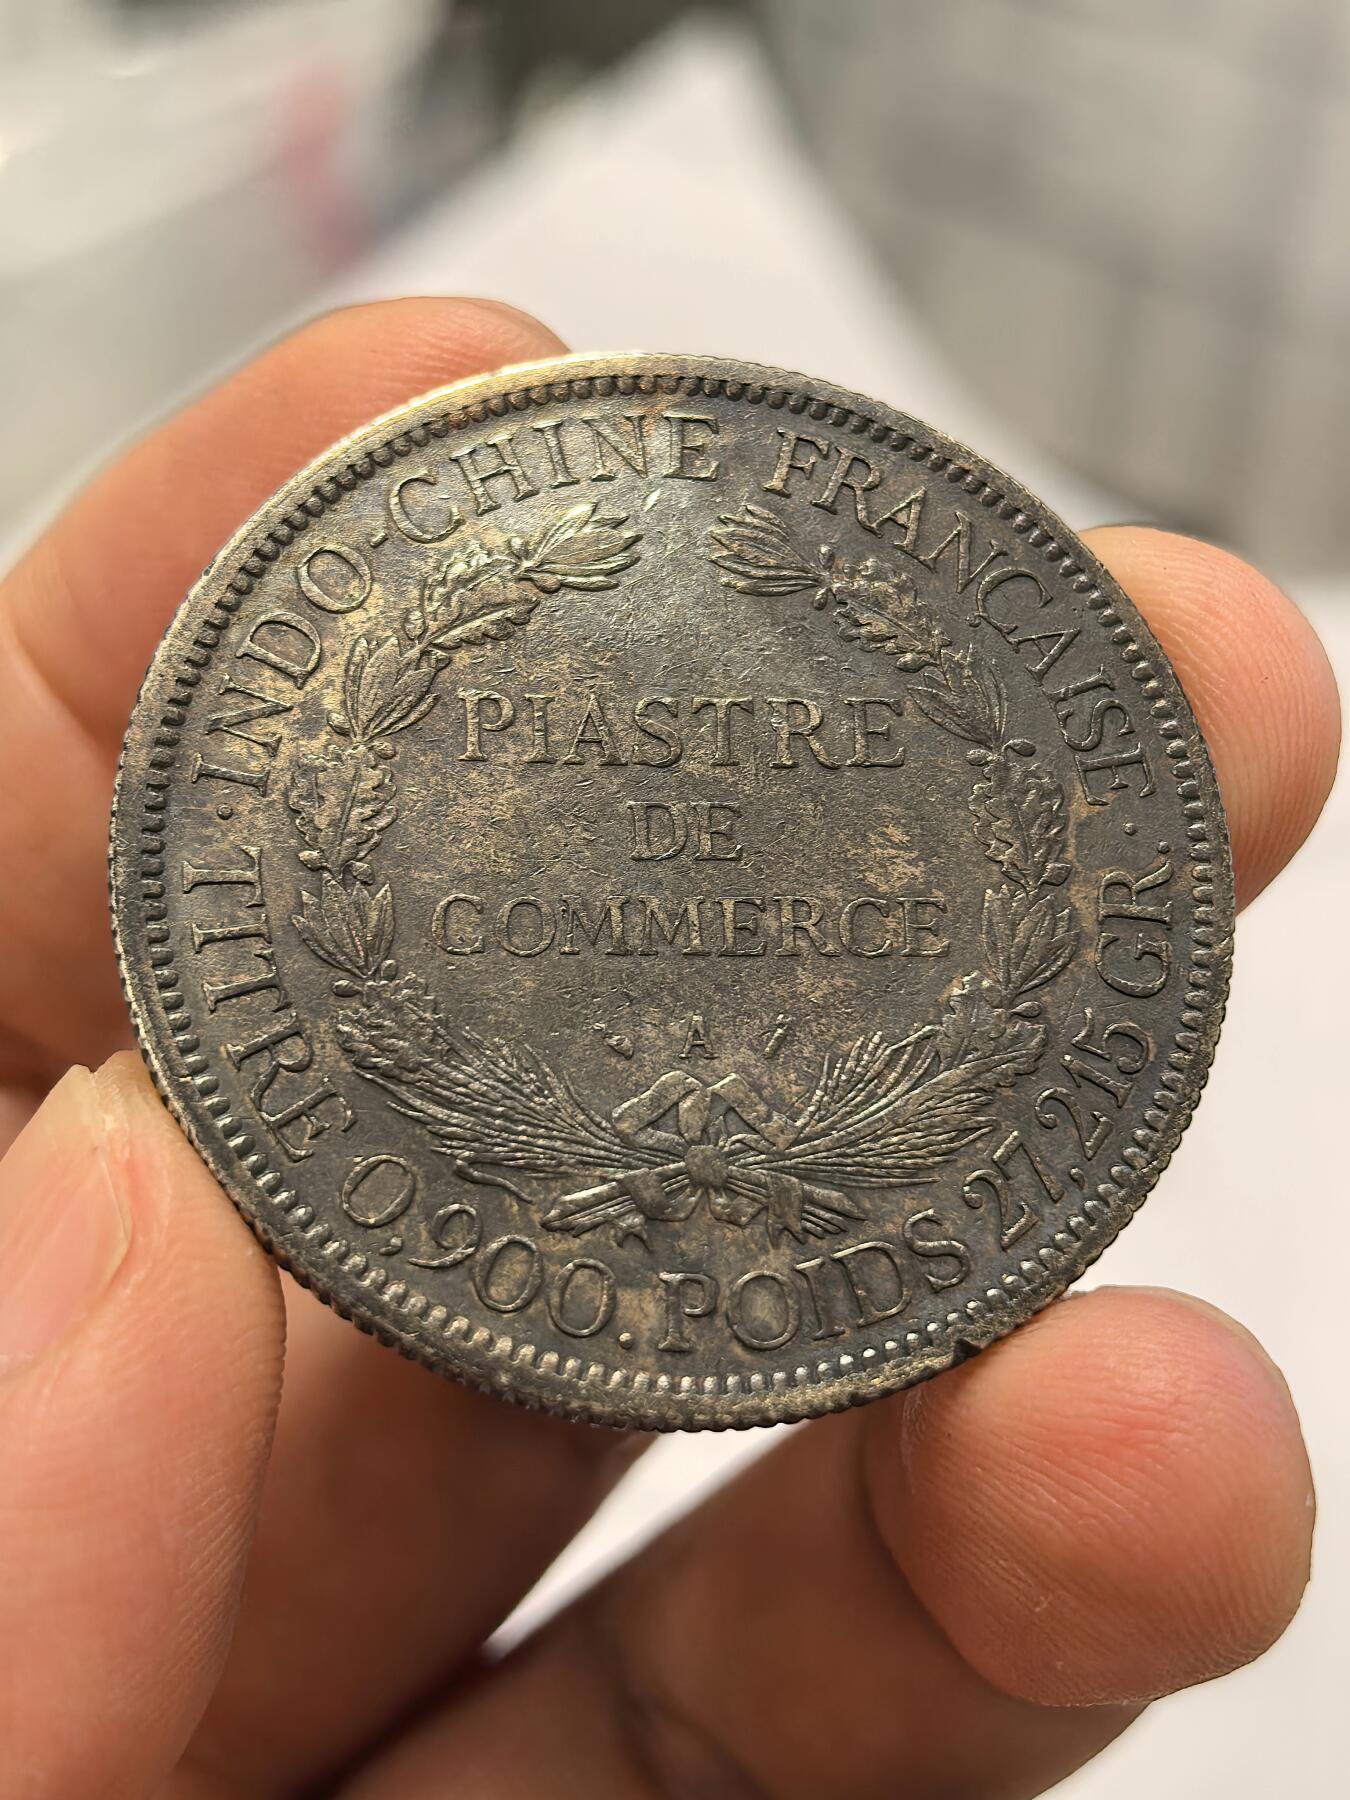 · INDO-CHINE FRANÇAISE ·
PIASTRE
DE
COMMERCE
A
TITRE 0,900. POIDS 27,215 GR.